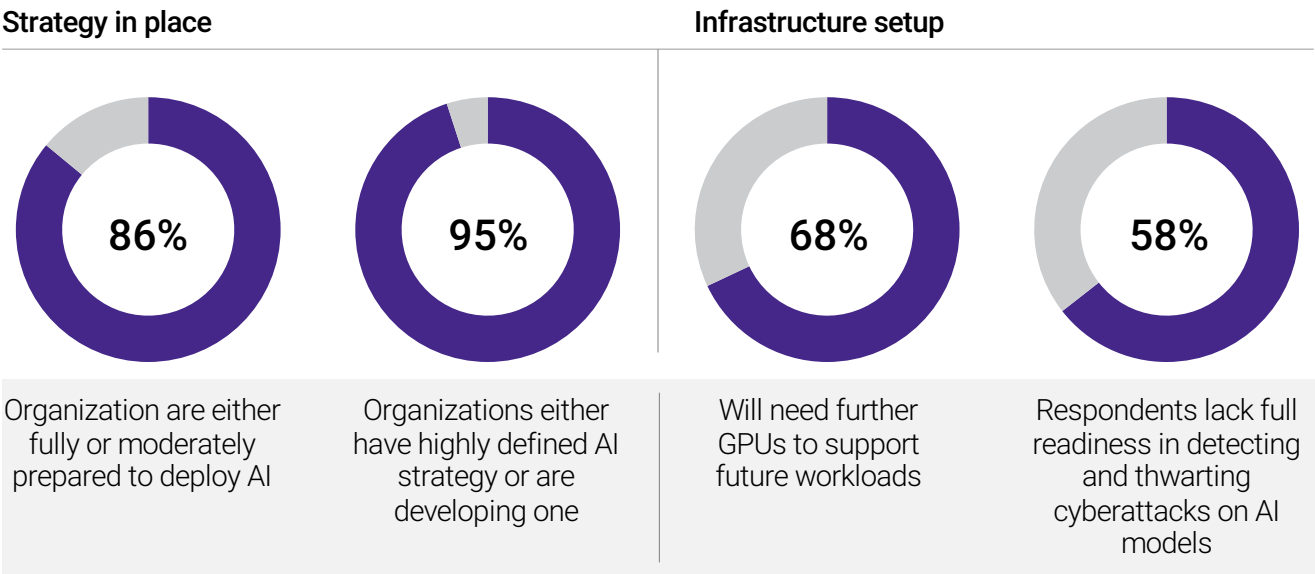 Strategy in place
Infrastructure setup
86%
95%
68%
58%
Organization are either
fully or moderately
prepared to deploy AI
Organizations either
have highly defined AI
strategy or are
developing one
Will need further
GPUs to support
future workloads
Respondents lack full
readiness in detecting
and thwarting
cyberattacks on AI
models